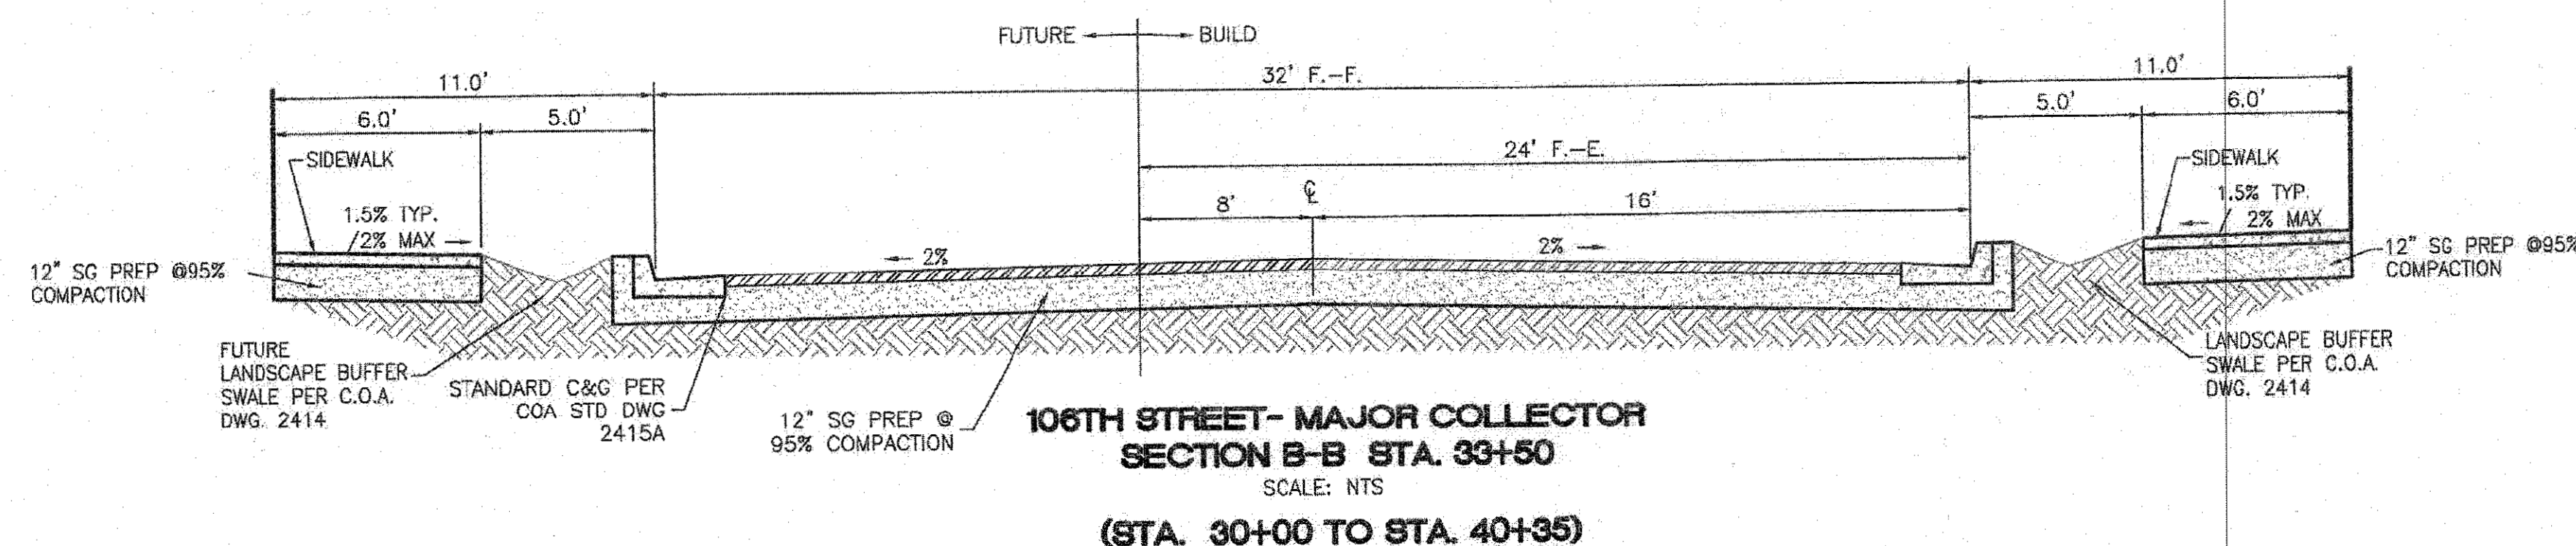 FUTURE
BUILD
11.0'
32' F.-F.
11.0'
6.0'
5.0'
5.0'
6.0'
24' F.-E.
SIDEWALK
SIDEWALK
8'
℄
16'
1.5% TYP.
2% MAX
1.5% TYP.
2% MAX
2%
2%
12" SG PREP @95%
COMPACTION
12" SG PREP @95%
COMPACTION
FUTURE
LANDSCAPE BUFFER
SWALE PER C.O.A.
DWG. 2414
STANDARD C&G PER
COA STD DWG
2415A
12" SG PREP @
95% COMPACTION
LANDSCAPE BUFFER
SWALE PER C.O.A.
DWG. 2414
106TH STREET- MAJOR COLLECTOR
SECTION B-B STA. 33+50
SCALE: NTS
(STA. 30+00 TO STA. 40+35)